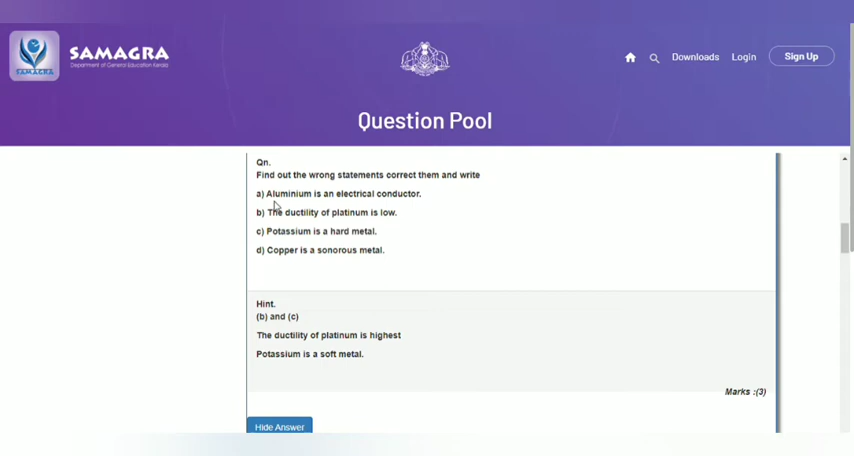 SAMAGRA
Department of General Education Kerala
SAMAGRA
Downloads
Login
Sign Up
Question Pool
Qn.
Find out the wrong statements correct them and write
a) Aluminium is an electrical conductor.
b) The ductility of platinum is low.
c) Potassium is a hard metal.
d) Copper is a sonorous metal.
Hint.
(b) and (c)
The ductility of platinum is highest
Potassium is a soft metal.
Marks :(3)
Hide Answer